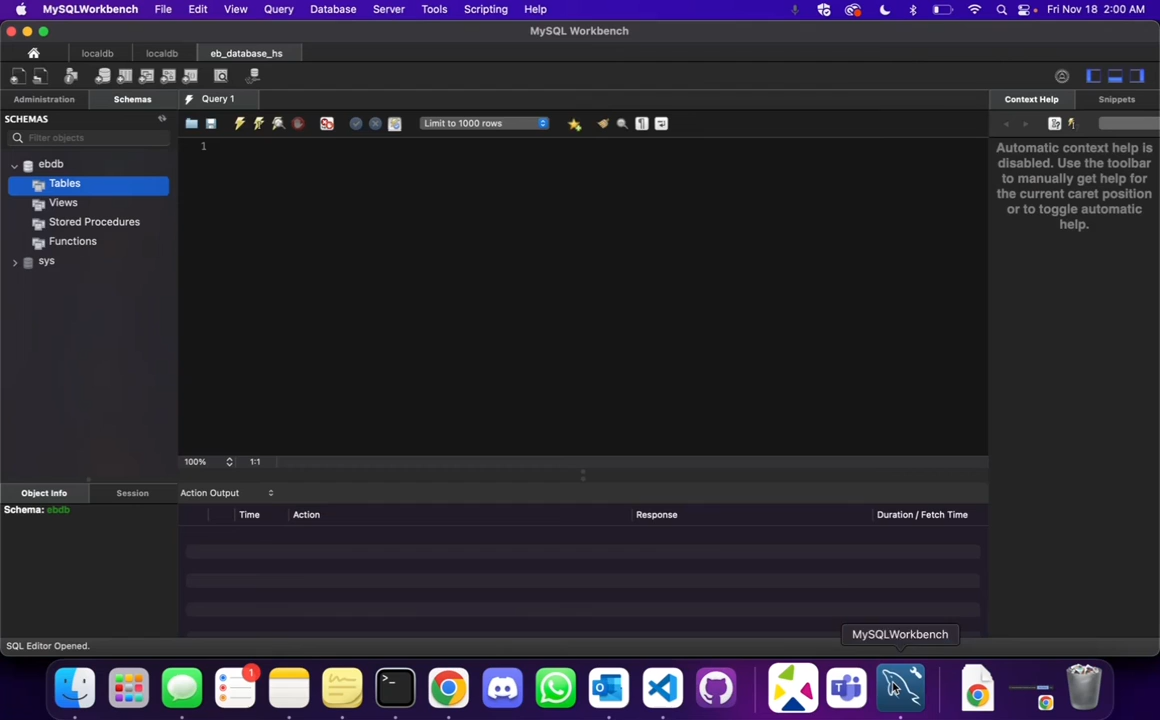 MySQLWorkbench File Edit View Query Database Server Tools Scripting Help Fri Nov 18 2:00 AM
MySQL Workbench
localdb localdb eb_database_hs
Administration Schemas Query 1 Context Help Snippets
SCHEMAS
Limit to 1000 rows
Filter objects
1
Automatic context help is
disabled. Use the toolbar
to manually get help for
the current caret position
or to toggle automatic
help.
ebdb
Tables
Views
Stored Procedures
Functions
sys
100% 1:1
Object Info Session Action Output
Schema: ebdb
Time Action Response Duration / Fetch Time
MySQLWorkbench
SQL Editor Opened.
1